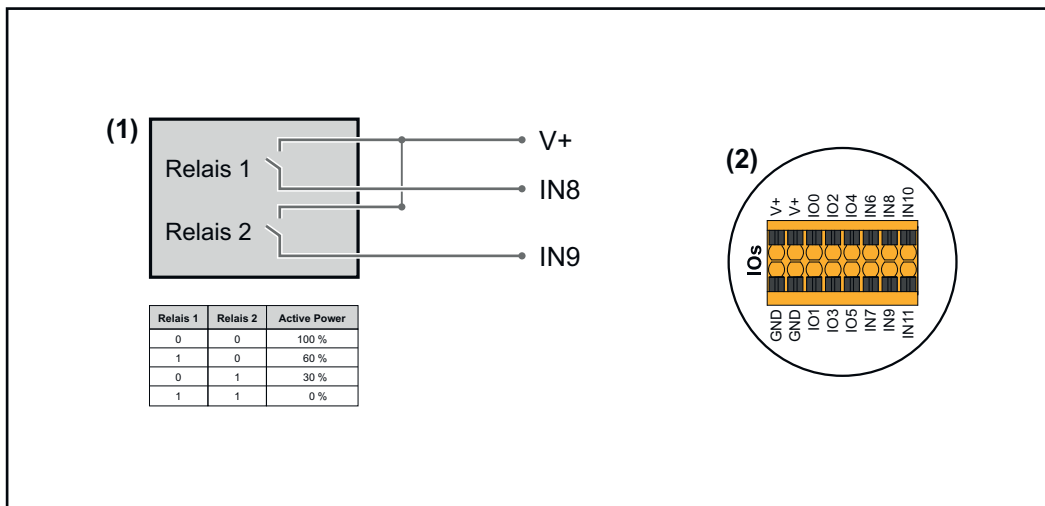 (1)
Relais 1
Relais 2
V+
IN8
IN9
Relais 1 Relais 2 Active Power
0 0 100 %
1 0 60 %
0 1 30 %
1 1 0 %
(2)
V+ V+ IO0 IO2 IO4 IN6 IN8 IN10
IOs
GND GND IO1 IO3 IO5 IN7 IN9 IN11